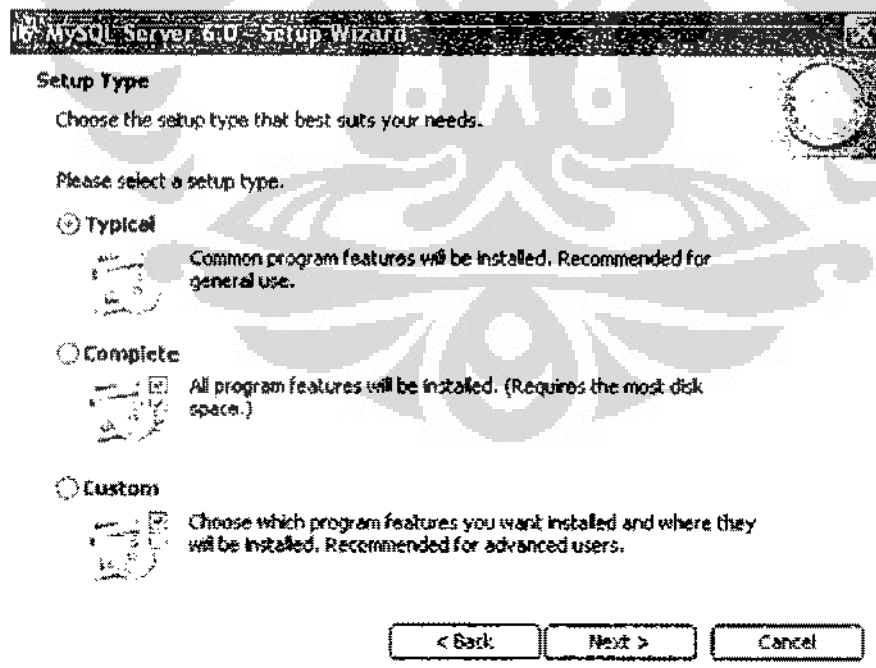 MySQL Server 6.0 - Setup Wizard
Setup Type
Choose the setup type that best suits your needs.
Please select a setup type.
Typical
Common program features will be installed. Recommended for
general use.
Complete
All program features will be installed. (Requires the most disk
space.)
Custom
Choose which program features you want installed and where they
will be installed. Recommended for advanced users.
< Back
Next >
Cancel